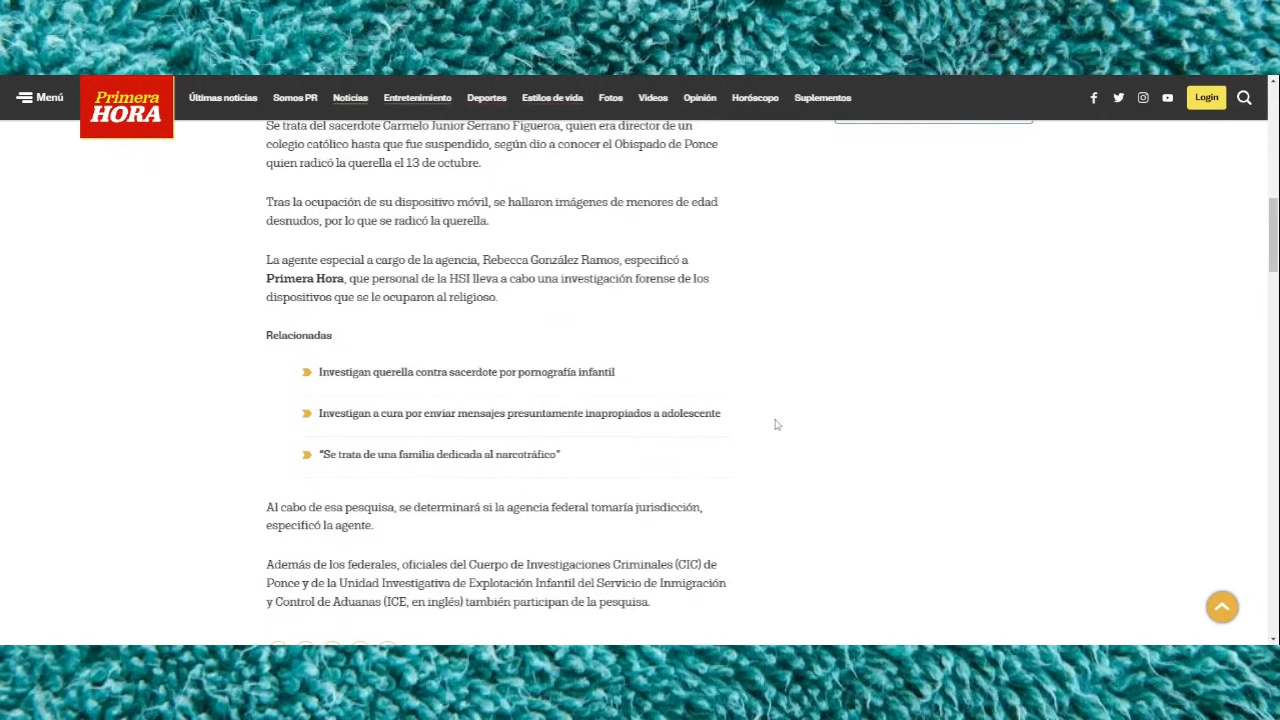 Menú
Primera
HORA
Últimas noticias Somos PR Noticias Entretenimiento Deportes Estilos de vida Fotos Videos Opinión Horóscopo Suplementos
Login
Se trata del sacerdote Carmelo Junior Serrano Figueroa, quien era director de un
colegio católico hasta que fue suspendido, según dio a conocer el Obispado de Ponce
quien radicó la querella el 13 de octubre.
Tras la ocupación de su dispositivo móvil, se hallaron imágenes de menores de edad
desnudos, por lo que se radicó la querella.
La agente especial a cargo de la agencia, Rebecca González Ramos, especificó a
Primera Hora, que personal de la HSI lleva a cabo una investigación forense de los
dispositivos que se le ocuparon al religioso.
Relacionadas
Investigan querella contra sacerdote por pornografía infantil
Investigan a cura por enviar mensajes presuntamente inapropiados a adolescente
“Se trata de una familia dedicada al narcotráfico”
Al cabo de esa pesquisa, se determinará si la agencia federal tomaría jurisdicción,
especificó la agente.
Además de los federales, oficiales del Cuerpo de Investigaciones Criminales (CIC) de
Ponce y de la Unidad Investigativa de Explotación Infantil del Servicio de Inmigración
y Control de Aduanas (ICE, en inglés) también participan de la pesquisa.